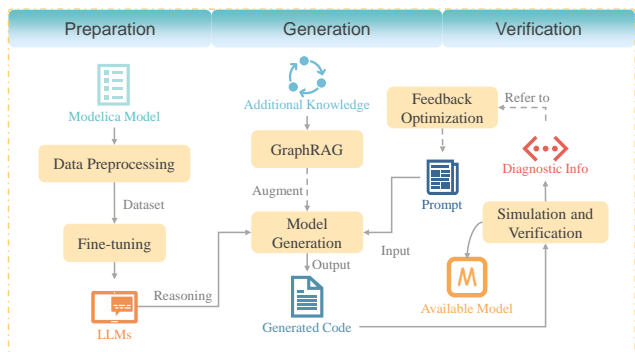 Preparation
Generation
Verification
Modelica Model
Data Preprocessing
Dataset
Fine-tuning
LLMs
Reasoning
Additional Knowledge
GraphRAG
Augment
Model
Generation
Output
Generated Code
Input
Feedback
Optimization
Prompt
Refer to
Diagnostic Info
Simulation and
Verification
M
Available Model